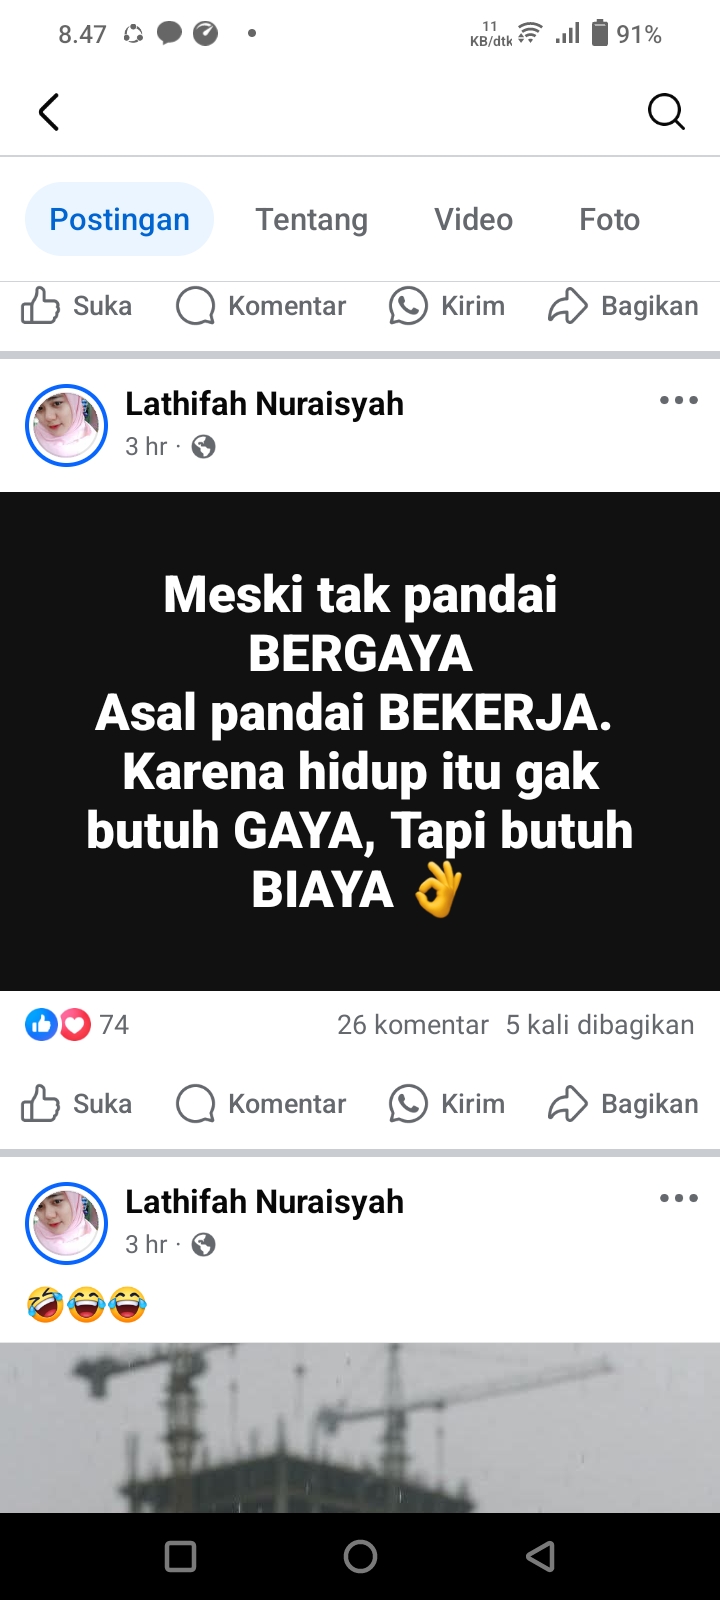 8.47
11
KB/dtk
91%
Postingan Tentang Video Foto
Suka Komentar Kirim Bagikan
Lathifah Nuraisyah
3 hr ·
Meski tak pandai
BERGAYA
Asal pandai BEKERJA.
Karena hidup itu gak
butuh GAYA, Tapi butuh
BIAYA 👌
74 26 komentar 5 kali dibagikan
Suka Komentar Kirim Bagikan
Lathifah Nuraisyah
3 hr ·
🤣😂😂